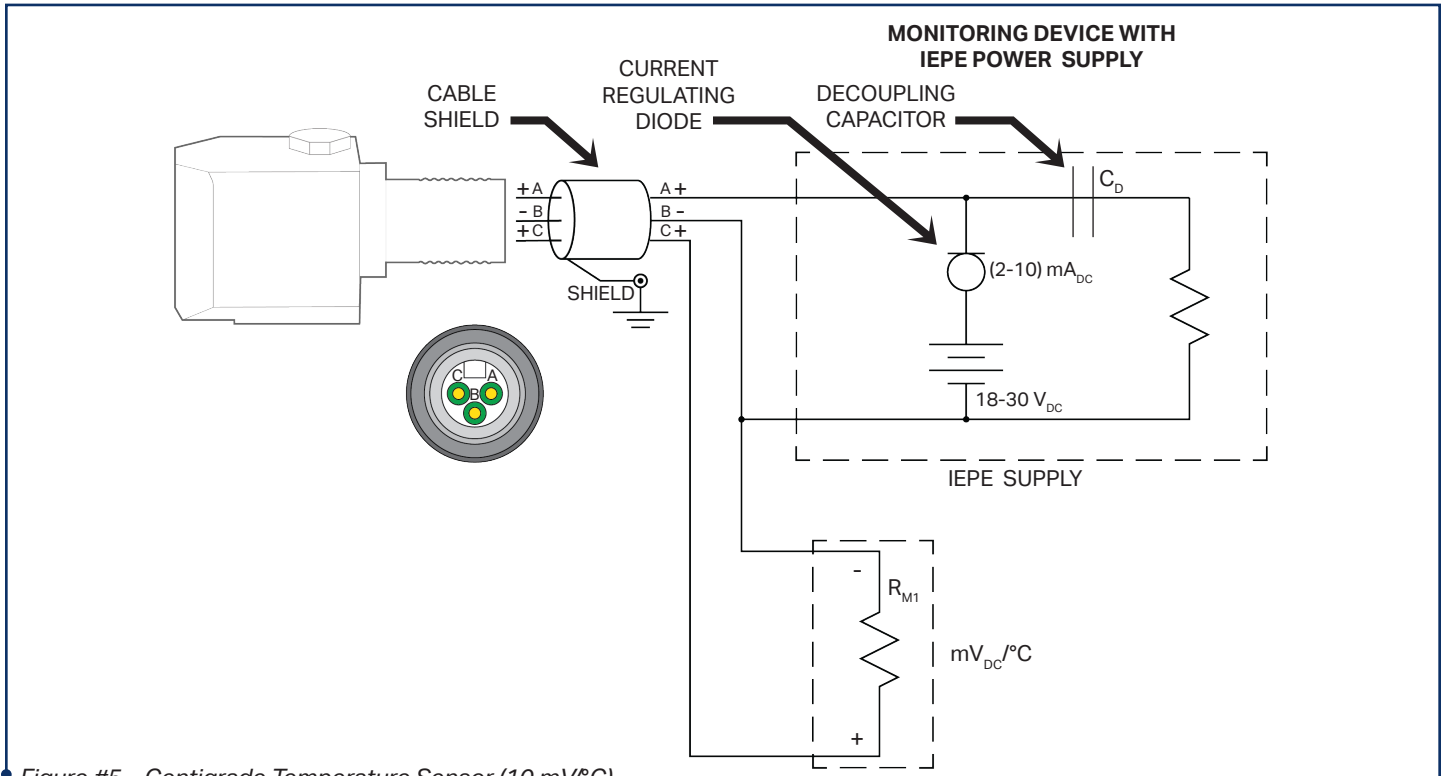 MONITORING DEVICE WITH
IEPE POWER SUPPLY
CURRENT
REGULATING
DIODE
CABLE
SHIELD
DECOUPLING
CAPACITOR
C_D
+ A
- B
+ C
A +
B -
C +
SHIELD
(2-10) mA_DC
C A
B
18-30 V_DC
IEPE SUPPLY
-
R_M1
mV_DC/°C
+
Figure #5 - Centigrade Temperature Sensor (10 mV/°C)